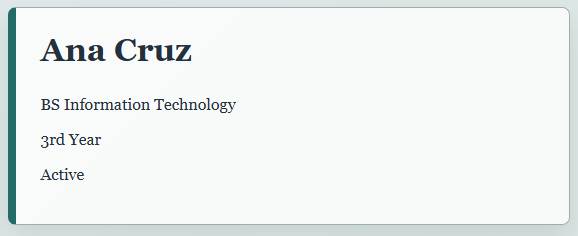 Ana Cruz
BS Information Technology
3rd Year
Active